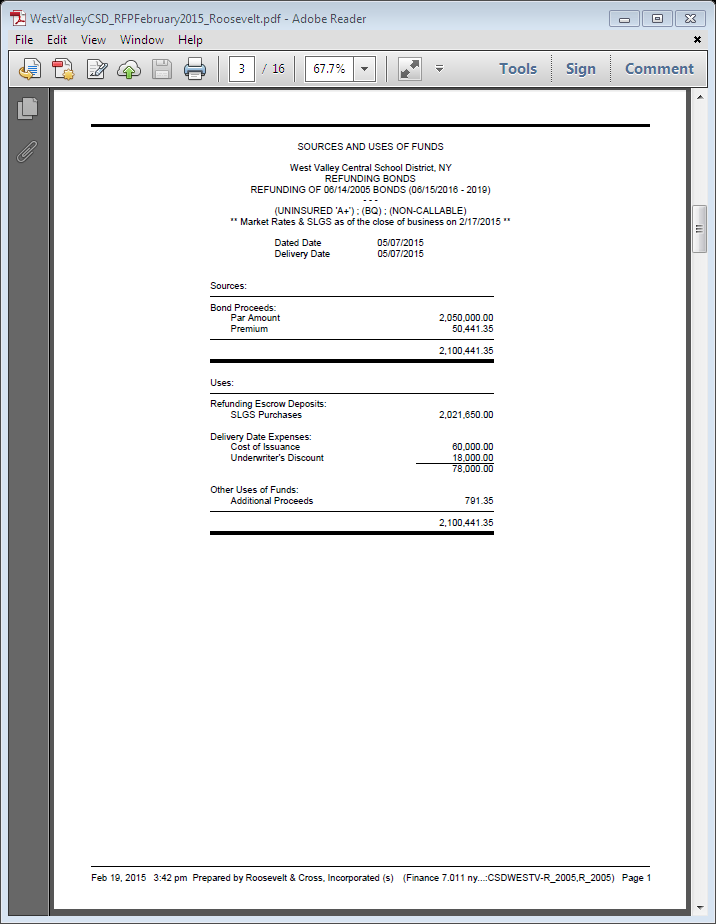 WestValleyCSD_RFPFebruary2015_Roosevelt.pdf - Adobe Reader
File Edit View Window Help
3 / 16 67.7% Tools Sign Comment
SOURCES AND USES OF FUNDS
West Valley Central School District, NY
REFUNDING BONDS
REFUNDING OF 06/14/2005 BONDS (06/15/2016 - 2019)
- - -
(UNINSURED 'A+') ; (BQ) ; (NON-CALLABLE)
** Market Rates & SLGS as of the close of business on 2/17/2015 **
Dated Date 05/07/2015
Delivery Date 05/07/2015
Sources:
Bond Proceeds:
Par Amount 2,050,000.00
Premium 50,441.35
2,100,441.35
Uses:
Refunding Escrow Deposits:
SLGS Purchases 2,021,650.00
Delivery Date Expenses:
Cost of Issuance 60,000.00
Underwriter's Discount 18,000.00
78,000.00
Other Uses of Funds:
Additional Proceeds 791.35
2,100,441.35
Feb 19, 2015 3:42 pm Prepared by Roosevelt & Cross, Incorporated (s) (Finance 7.011 ny...:CSDWESTV-R_2005,R_2005) Page 1